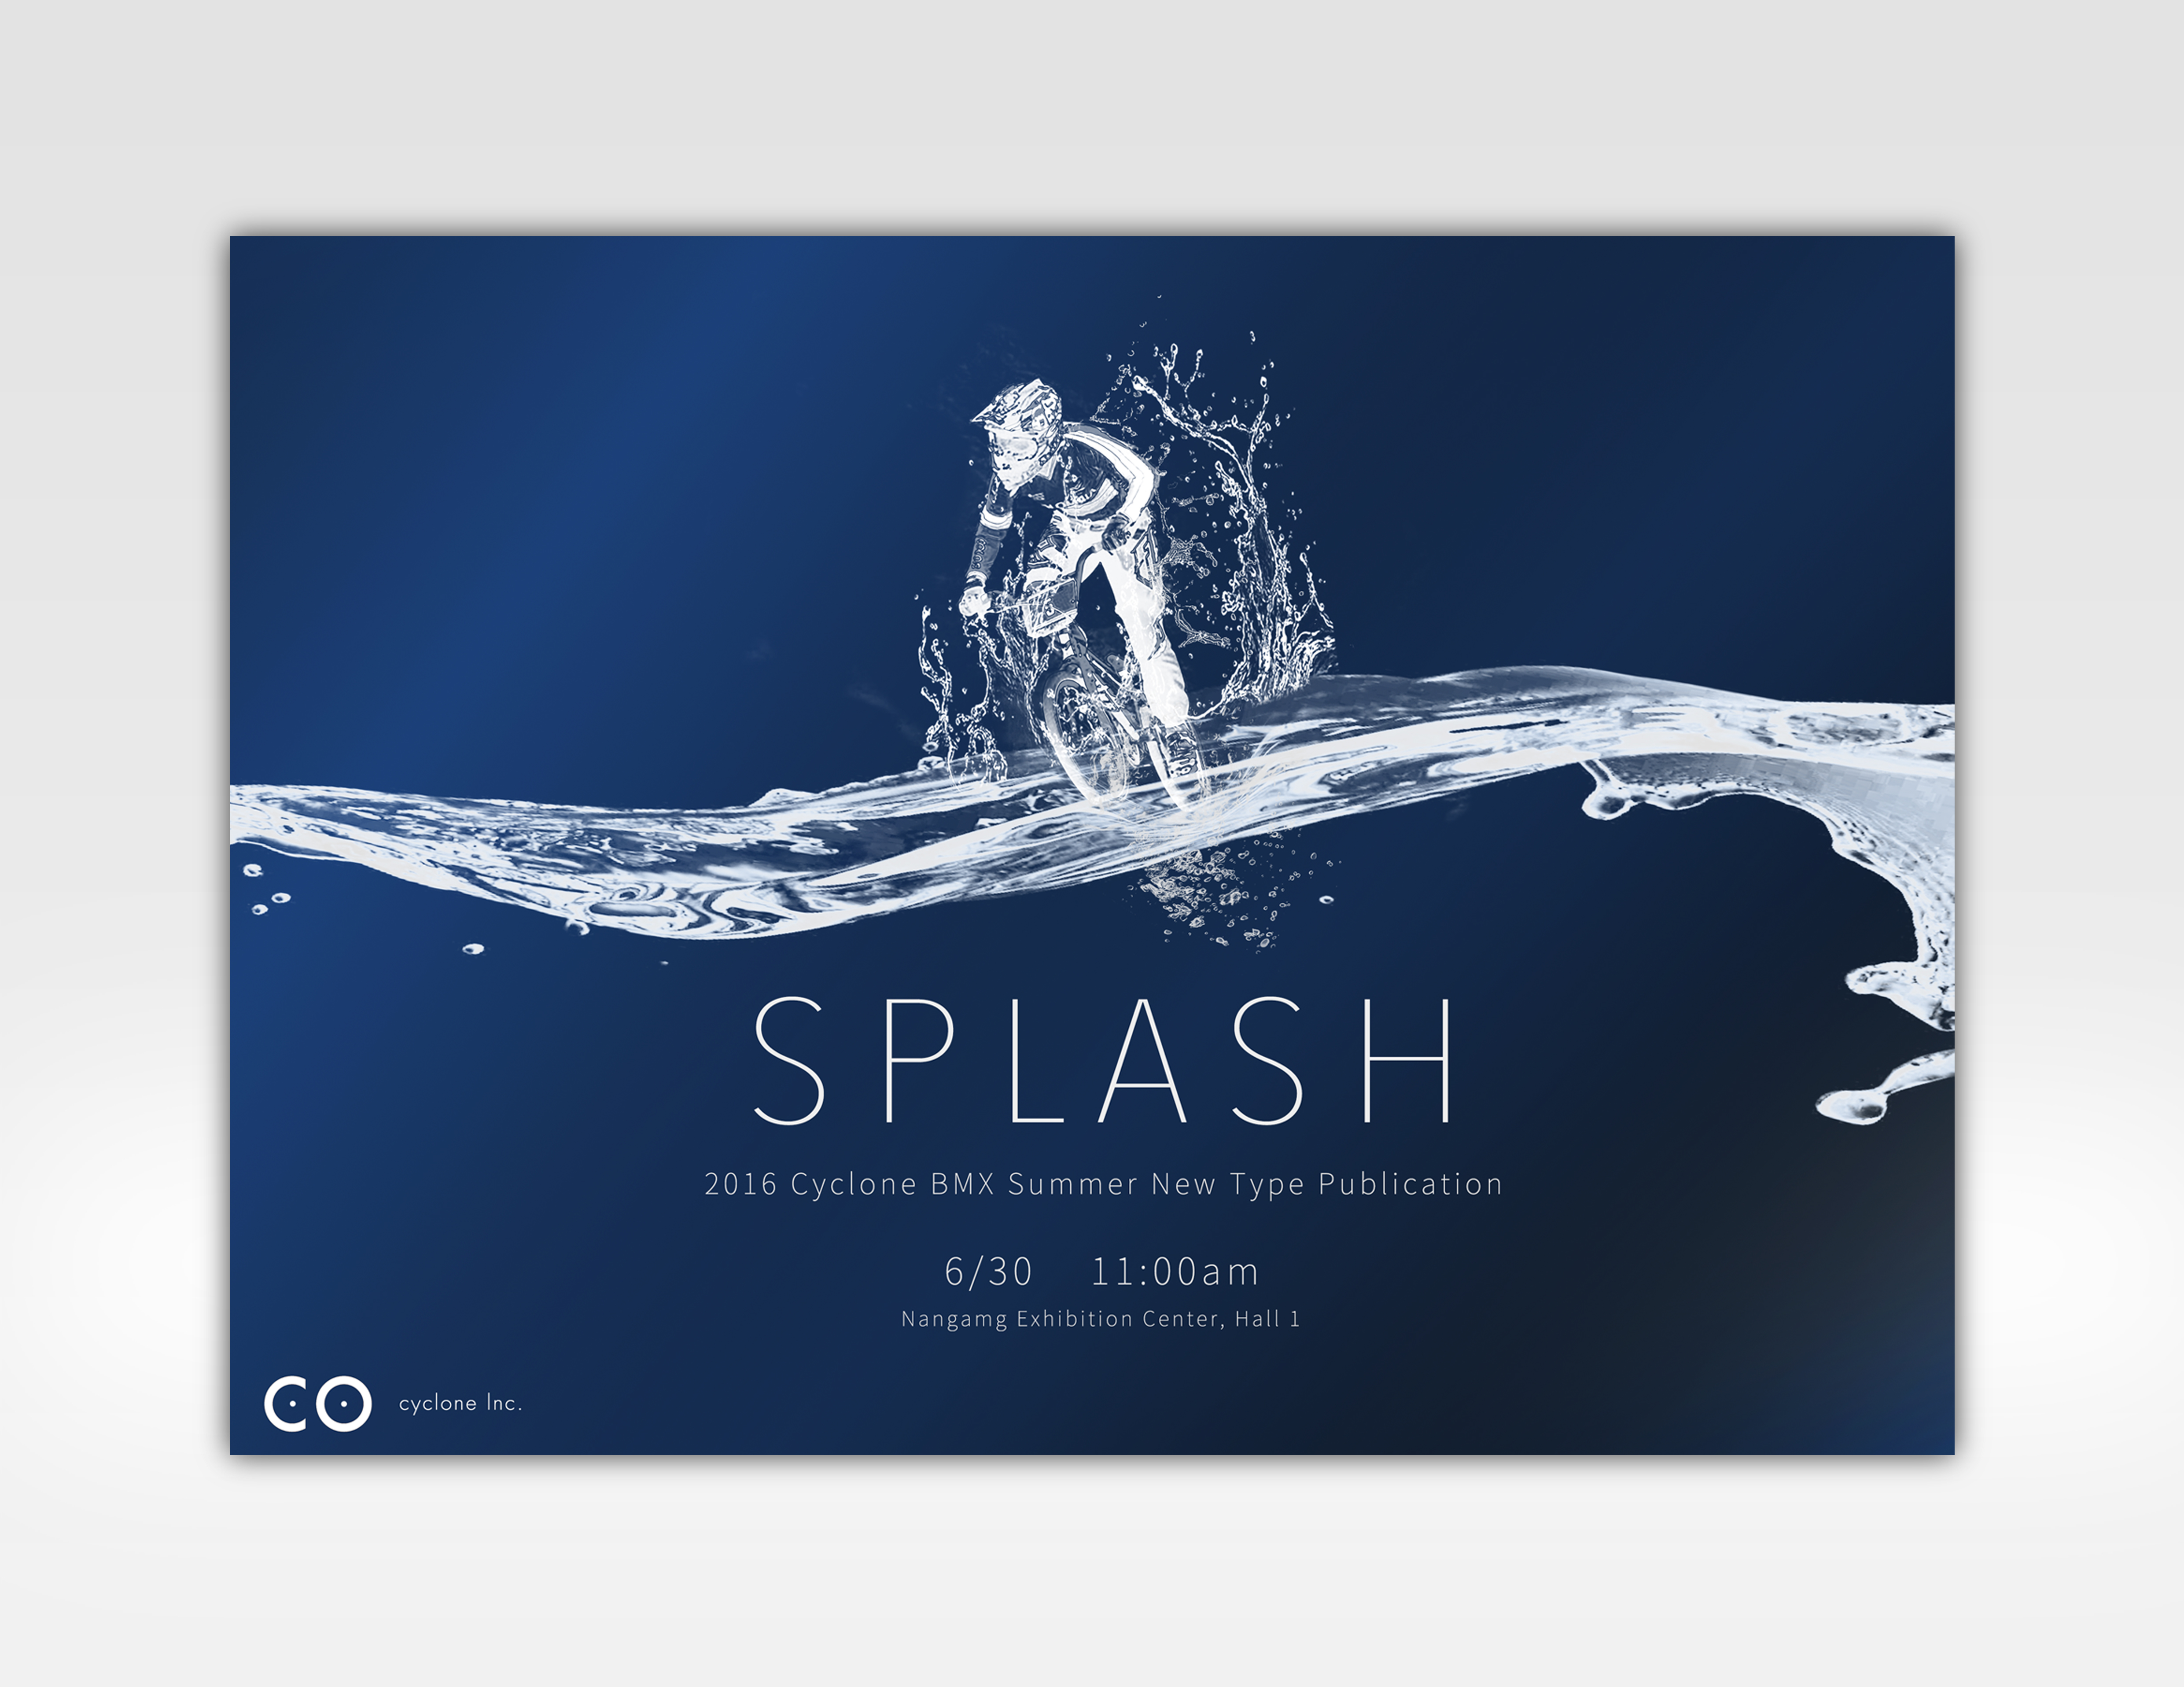 SPLASH
2016 Cyclone BMX Summer New Type Publication
6/30 11:00am
Nangamg Exhibition Center, Hall 1
CO cyclone Inc.